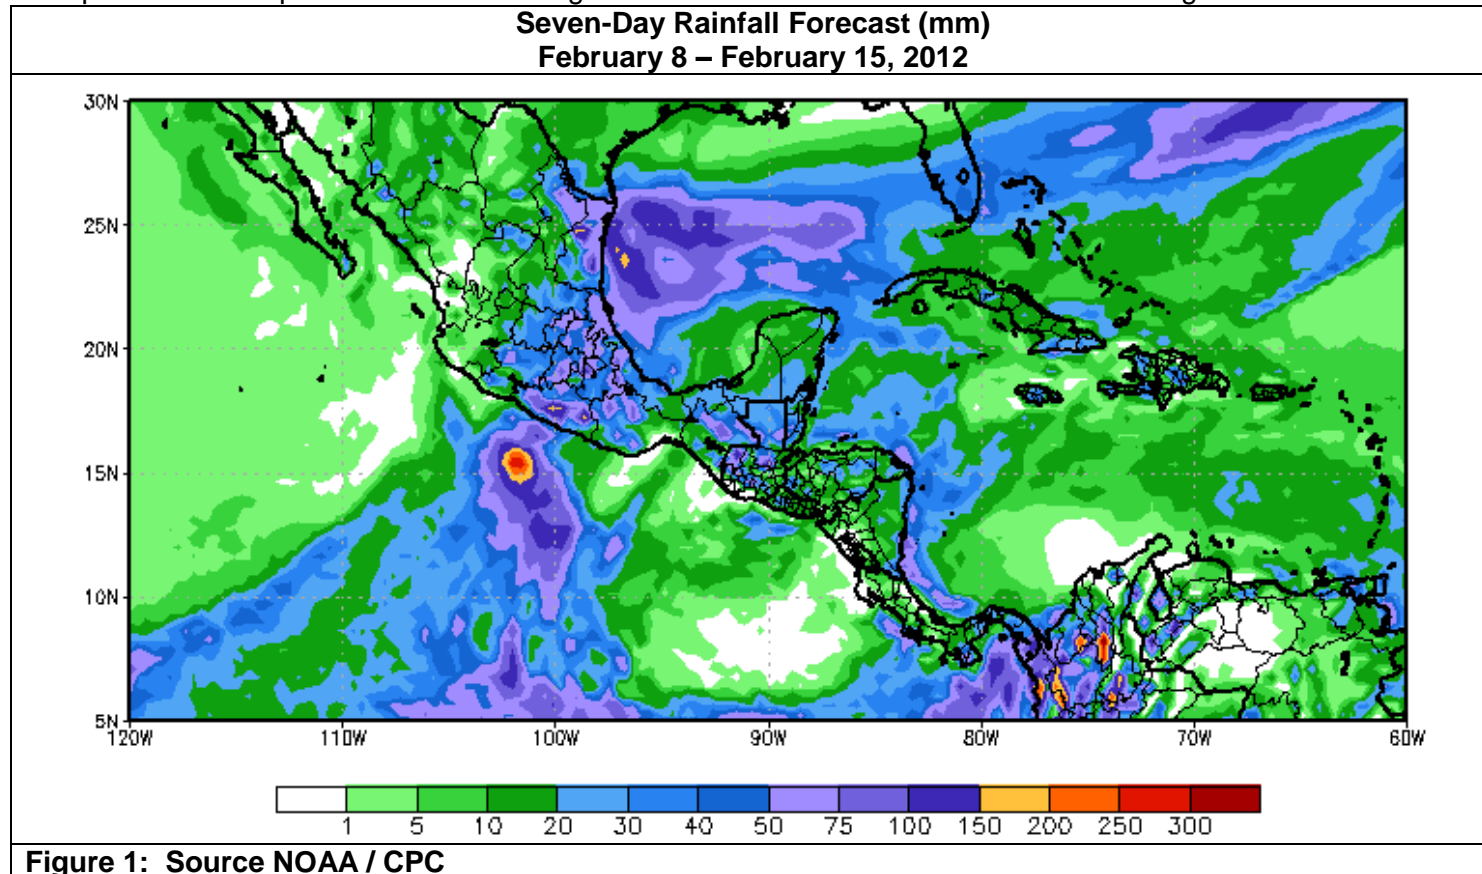 Seven-Day Rainfall Forecast (mm)
February 8 – February 15, 2012
30N
25N
20N
15N
10N
5N
120W 110W 100W 90W 80W 70W 60W
1 5 10 20 30 40 50 75 100 150 200 250 300
Figure 1: Source NOAA / CPC